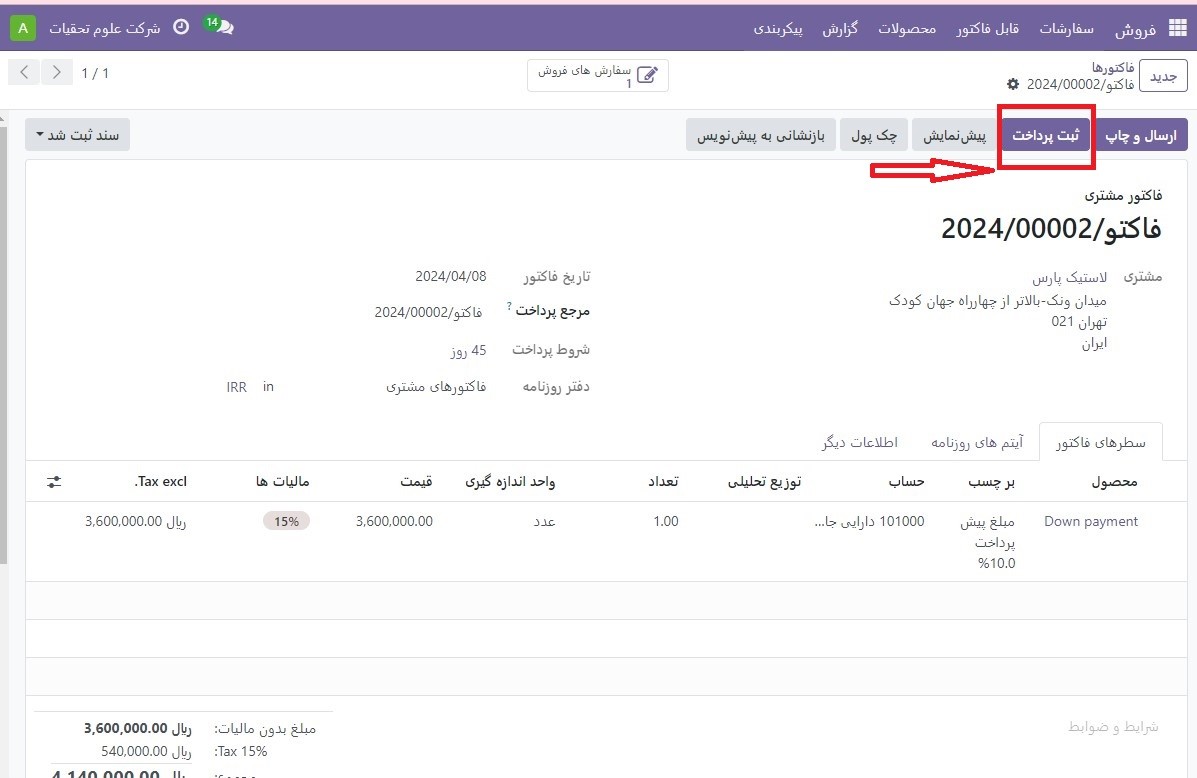 فروش سفارشات قابل فاکتور محصولات گزارش پیکربندی 14 شرکت علوم تحقیات A
جدید فاکتورها سفارش های فروش 1 / 1
فاکتو/2024/00002 1
ارسال و چاپ ثبت پرداخت پیش‌نمایش چک پول بازنشانی به پیش‌نویس سند ثبت شد
فاکتور مشتری
فاکتو/2024/00002
مشتری لاستیک پارس تاریخ فاکتور 2024/04/08
میدان ونک-بالاتر از چهارراه جهان کودک مرجع پرداخت ? فاکتو/2024/00002
تهران 021
ایران شروط پرداخت 45 روز
دفتر روزنامه فاکتورهای مشتری in IRR
سطرهای فاکتور آیتم های روزنامه اطلاعات دیگر
محصول بر چسب حساب توزیع تحلیلی تعداد واحد اندازه گیری قیمت مالیات ها Tax excl.
Down payment مبلغ پیش 101000 دارایی جا... 1.00 عدد 3,600,000.00 15% ریال 3,600,000.00
پرداخت
%10.0
شرایط و ضوابط مبلغ بدون مالیات: ریال 3,600,000.00
Tax 15%: ریال 540,000.00
ریال 4,140,000.00